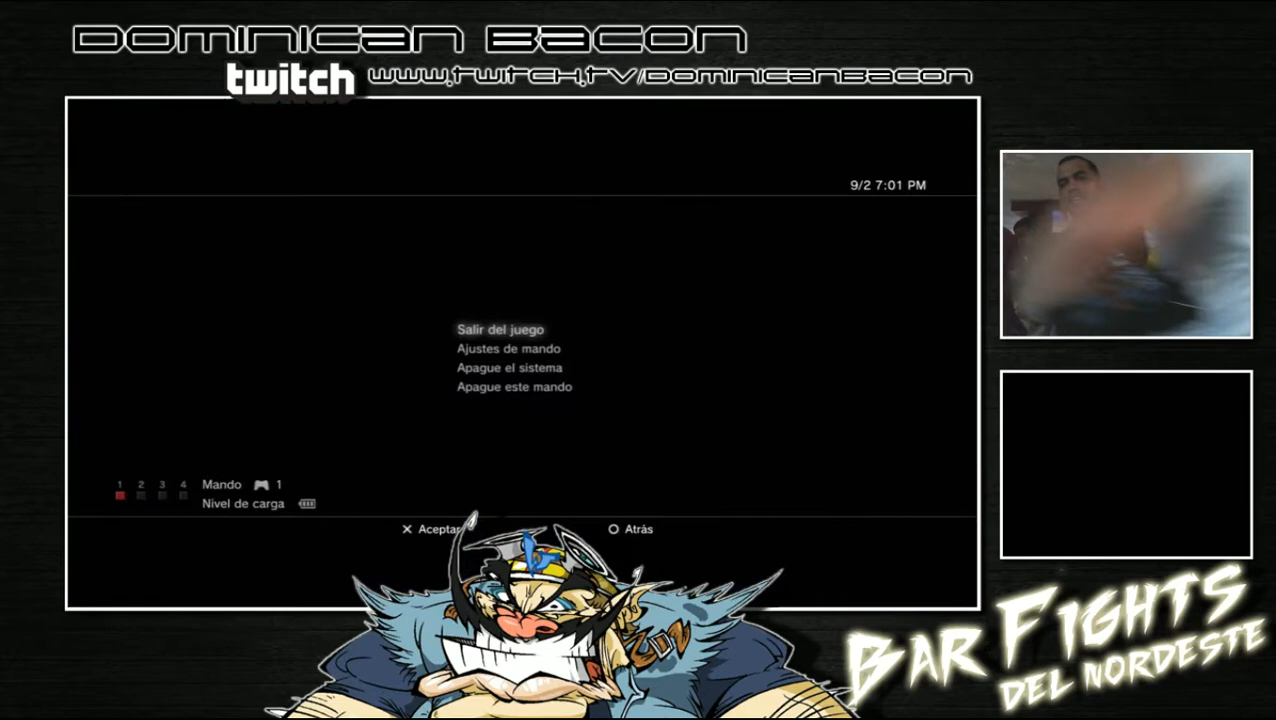 DOMINICAN BACON
twitch www.twitch.tv/dominicanbacon
9/2 7:01 PM
Salir del juego
Ajustes de mando
Apague el sistema
Apague este mando
1 2 3 4 Mando 1
Nivel de carga
X Aceptar O Atrás
BAR FIGHTS
DEL NORDESTE